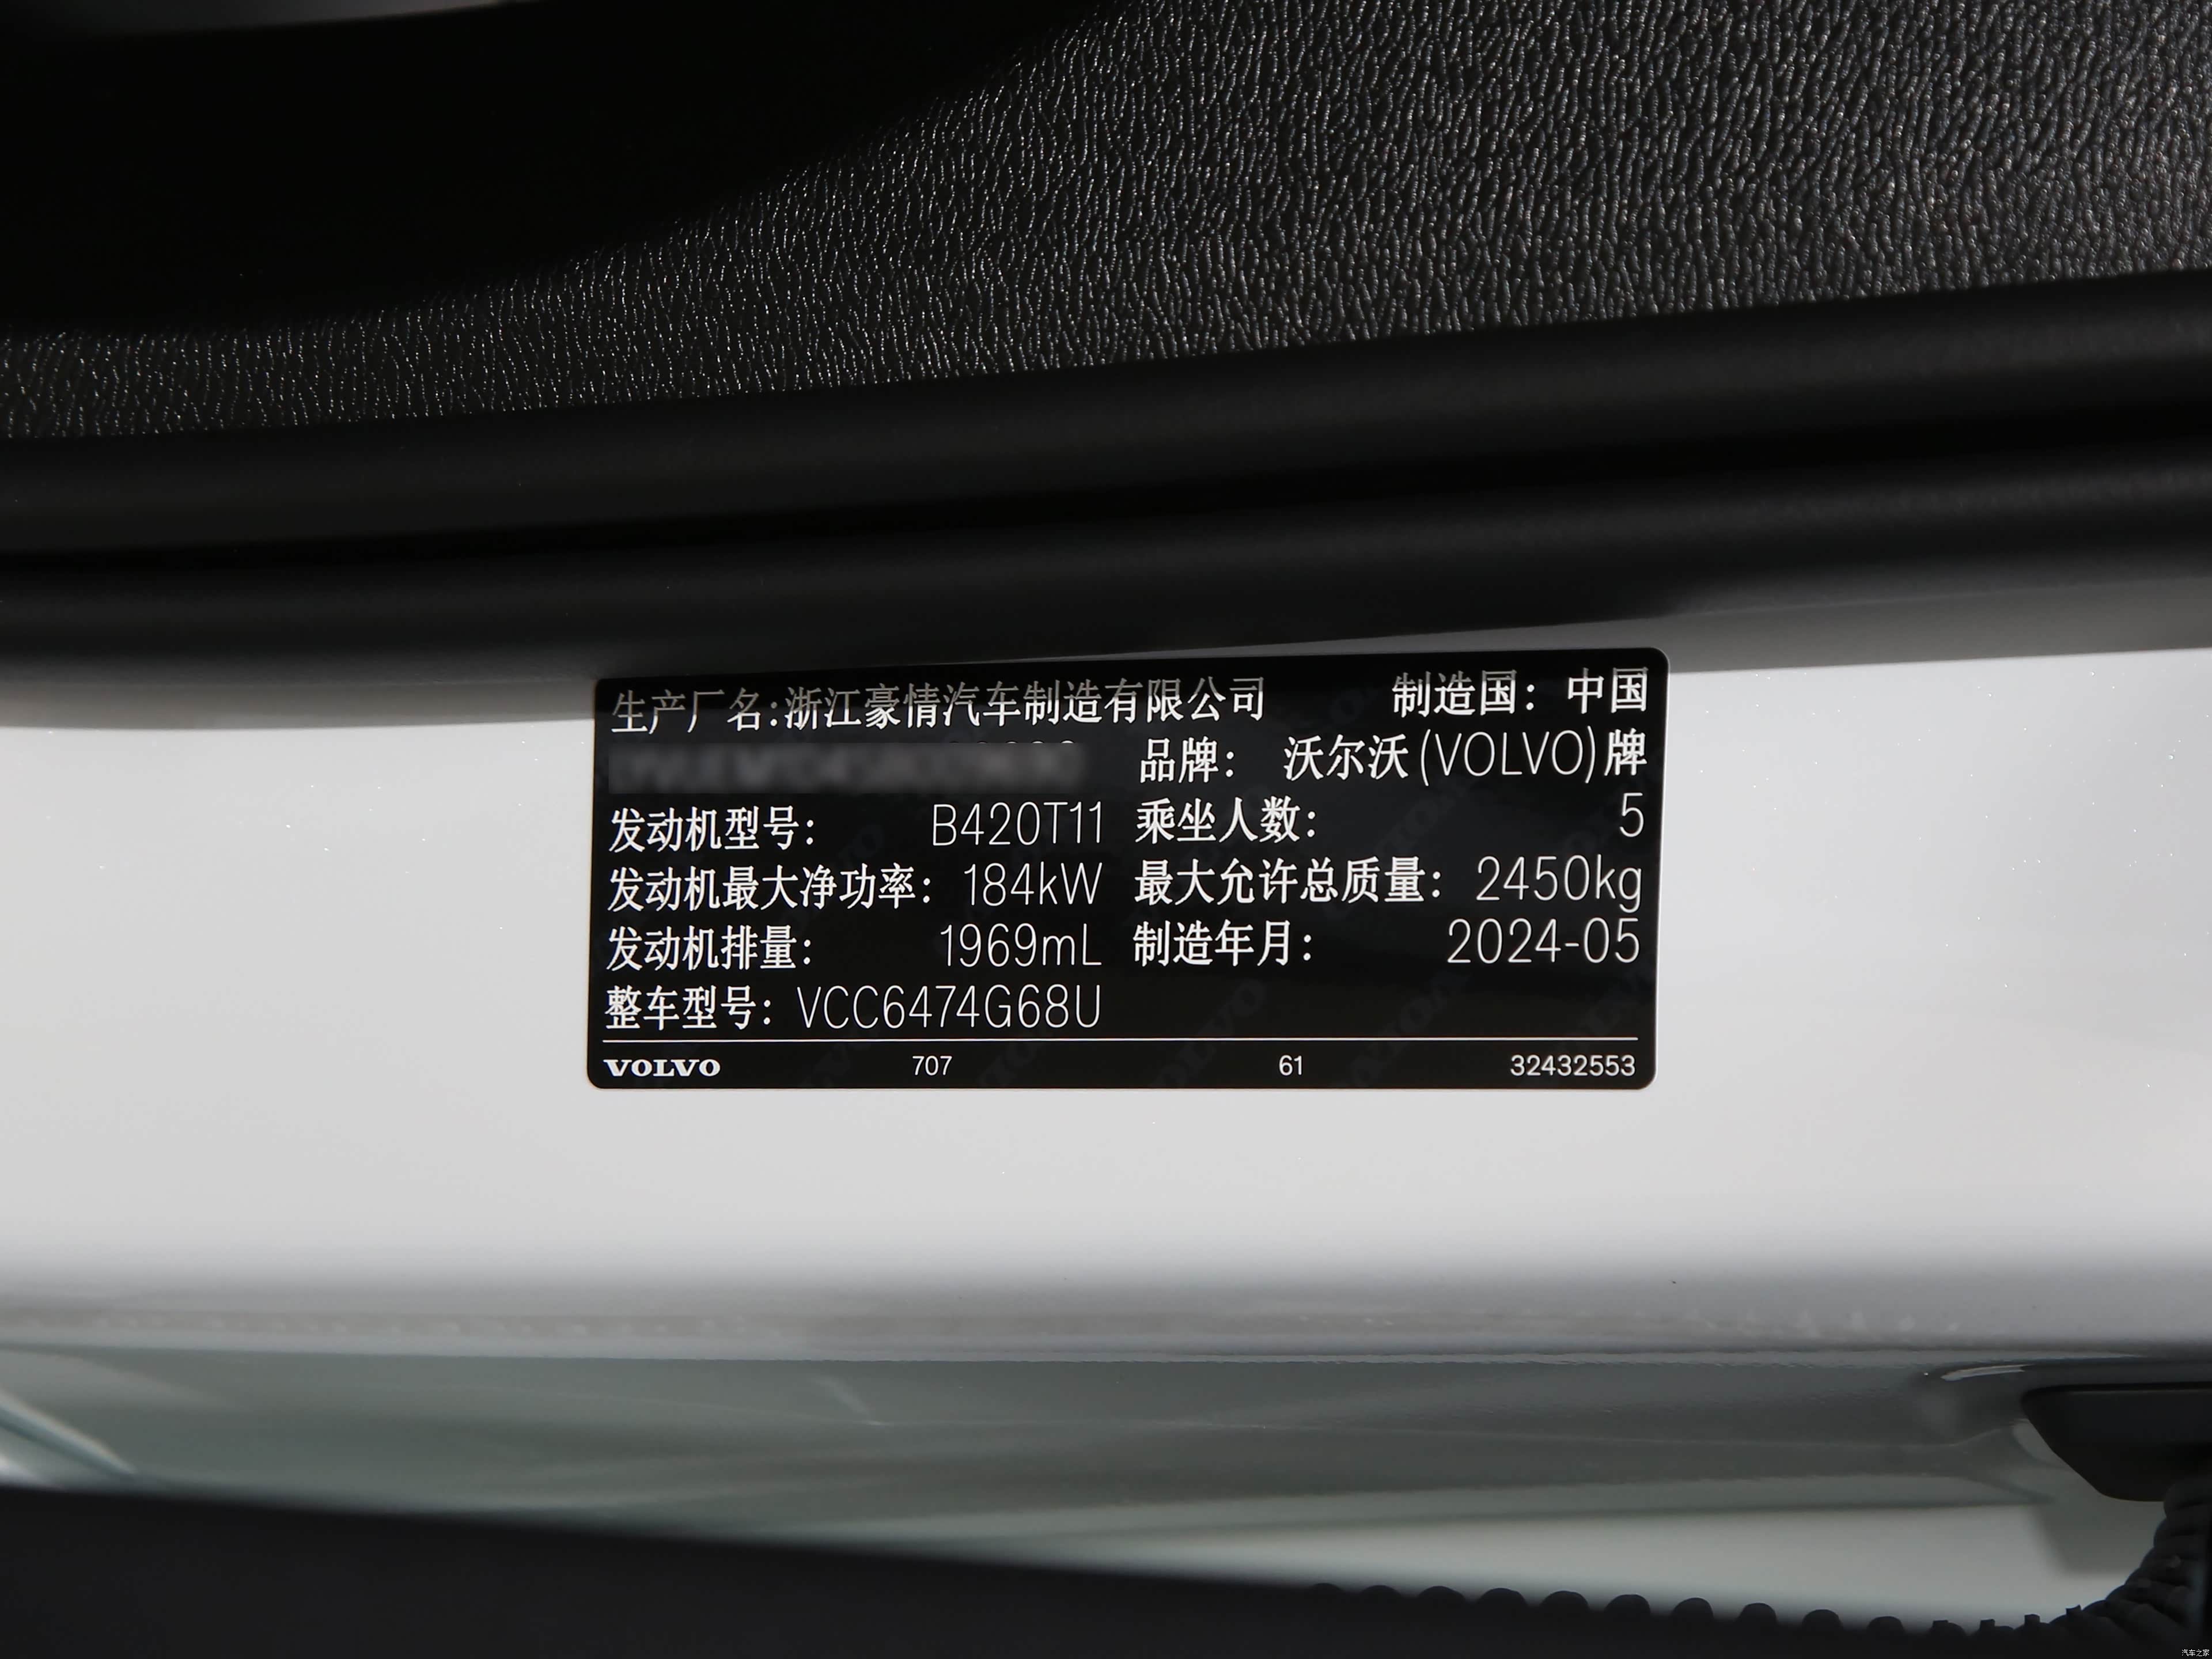 生产厂名:浙江豪情汽车制造有限公司 制造国：中国
品牌： 沃尔沃(VOLVO)牌
发动机型号： B420T11 乘坐人数： 5
发动机最大净功率： 184kW 最大允许总质量： 2450kg
发动机排量： 1969mL 制造年月： 2024-05
整车型号： VCC6474G68U
VOLVO 707 61 32432553
汽车之家